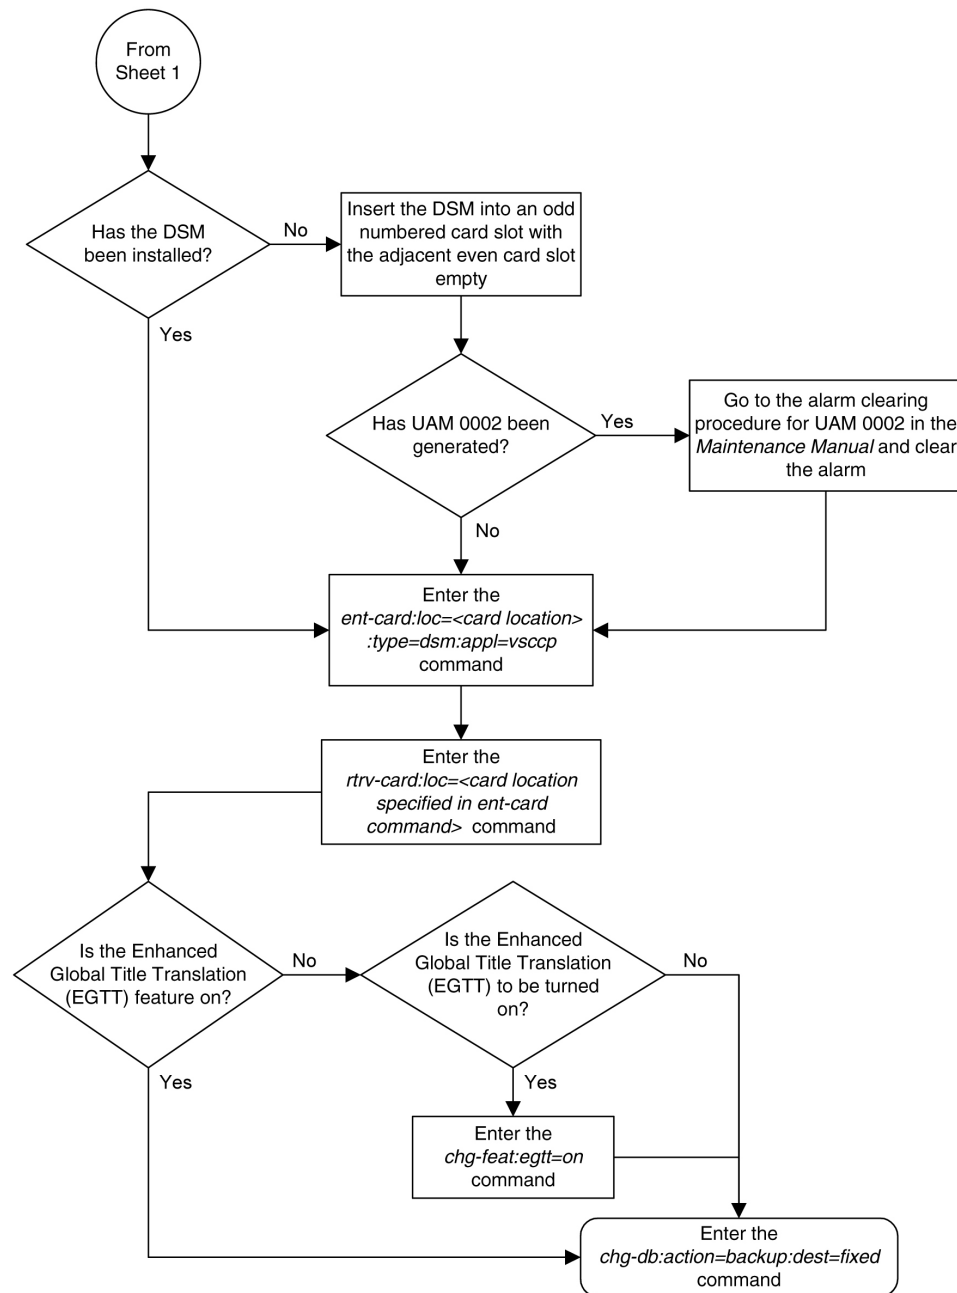 From
Sheet 1
Has the DSM
been installed?
No
Insert the DSM into an odd
numbered card slot with
the adjacent even card slot
empty
Yes
Has UAM 0002 been
generated?
Yes
Go to the alarm clearing
procedure for UAM 0002 in the
Maintenance Manual and clear
the alarm
No
Enter the
ent-card:loc=<card location>
:type=dsm:appl=vsccp
command
Enter the
rtrv-card:loc=<card location
specified in ent-card
command> command
Is the Enhanced
Global Title Translation
(EGTT) feature on?
No
Is the Enhanced
Global Title Translation
(EGTT) to be turned
on?
No
Yes
Yes
Enter the
chg-feat:egtt=on
command
Enter the
chg-db:action=backup:dest=fixed
command